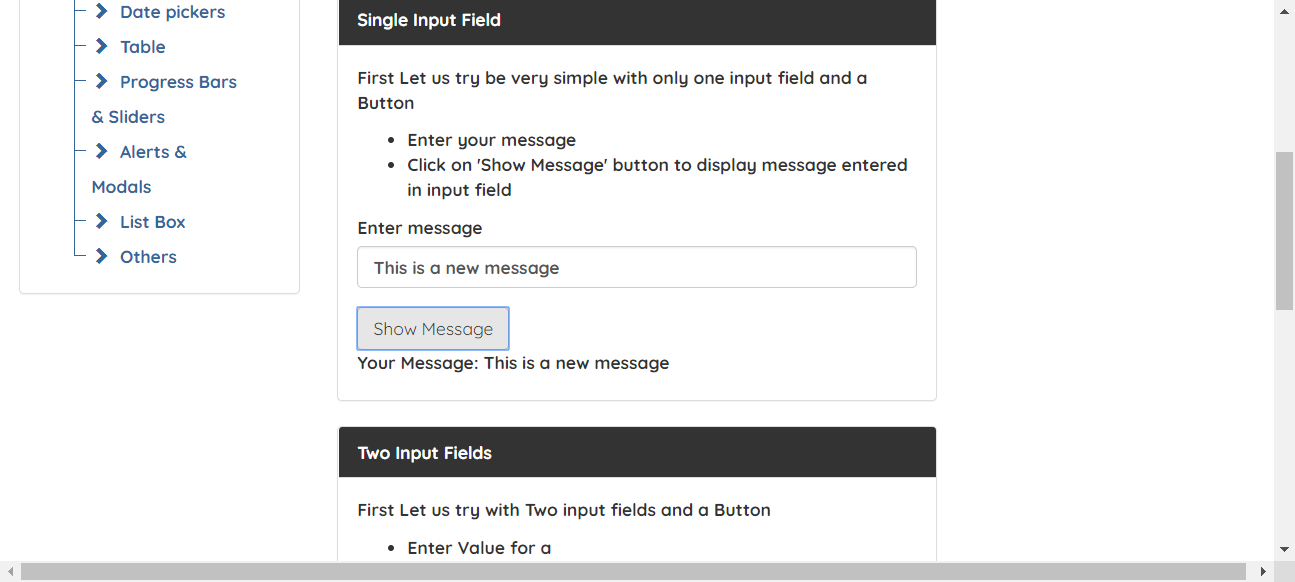 Date pickers
Table
Progress Bars
& Sliders
Alerts &
Modals
List Box
Others
Single Input Field
First Let us try be very simple with only one input field and a
Button
Enter your message
Click on 'Show Message' button to display message entered
in input field
Enter message
This is a new message
Show Message
Your Message: This is a new message
Two Input Fields
First Let us try with Two input fields and a Button
Enter Value for a